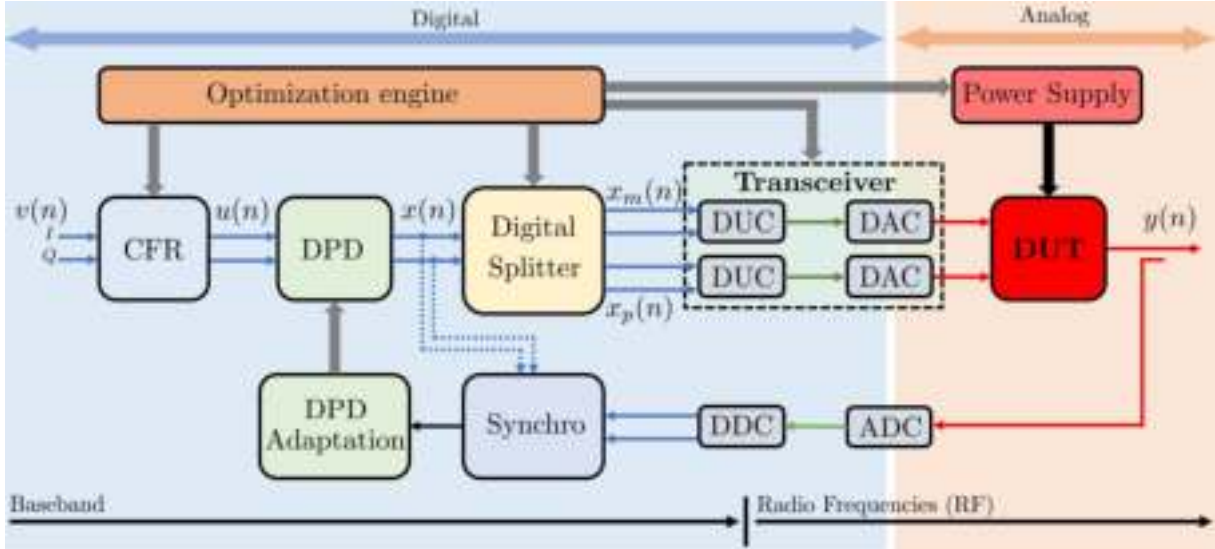 Digital
Analog
Optimization engine
Power Supply
Transceiver
v(n)
I
Q
CFR
u(n)
DPD
x(n)
Digital
Splitter
x_m(n)
x_p(n)
DUC
DAC
DUC
DAC
DUT
y(n)
DPD
Adaptation
Synchro
DDC
ADC
Baseband
Radio Frequencies (RF)